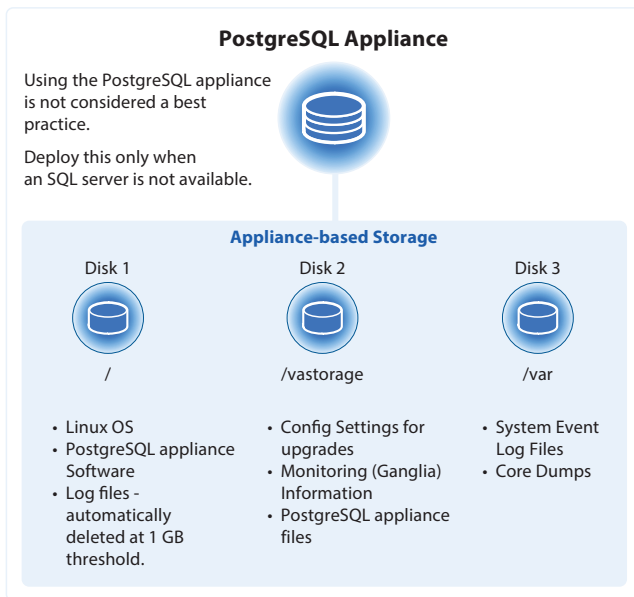 PostgreSQL Appliance
Using the PostgreSQL appliance
is not considered a best
practice.
Deploy this only when
an SQL server is not available.
Appliance-based Storage
Disk 1
/
• Linux OS
• PostgreSQL appliance
Software
• Log files -
automatically
deleted at 1 GB
threshold.
Disk 2
/vastorage
• Config Settings for
upgrades
• Monitoring (Ganglia)
Information
• PostgreSQL appliance
files
Disk 3
/var
• System Event
Log Files
• Core Dumps